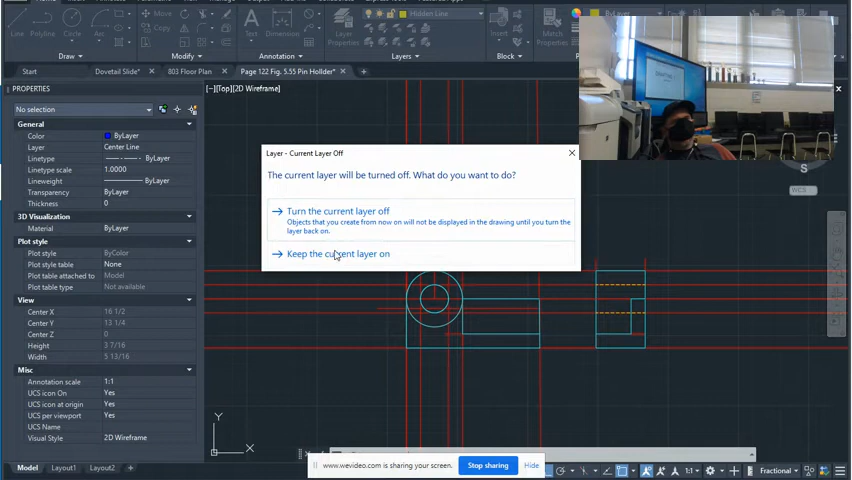 Line
Polyline
Circle
Arc
Draw
Move
Copy
Stretch
Modify
Text
Dimension
Annotation
Layer
Properties
Hidden Line
Layers
Insert
Match
Properties
ByLayer
Start
Dovetail Slide*
803 Floor Plan
Page 122 Fig. 5.55 Pin Hollder*
PROPERTIES
[-][Top][2D Wireframe]
No selection
General
Color ByLayer
Layer Center Line
Linetype ByLayer
Linetype scale 1.0000
Lineweight ByLayer
Transparency ByLayer
Thickness 0
3D Visualization
Material ByLayer
Plot style
Plot style ByColor
Plot style table None
Plot table attached to Model
Plot table type Not available
View
Center X 16 1/2
Center Y 13 1/4
Center Z 0
Height 3 7/16
Width 5 13/16
Misc
Annotation scale 1:1
UCS icon On Yes
UCS icon at origin Yes
UCS per viewport Yes
UCS Name
Visual Style 2D Wireframe
Layer - Current Layer Off
The current layer will be turned off. What do you want to do?
Turn the current layer off
Objects that you create from now on will not be displayed in the drawing until you turn the
layer back on.
Keep the current layer on
S
WCS
Y
X
Model Layout1 Layout2
www.wevideo.com is sharing your screen. Stop sharing Hide
1:1 Fractional